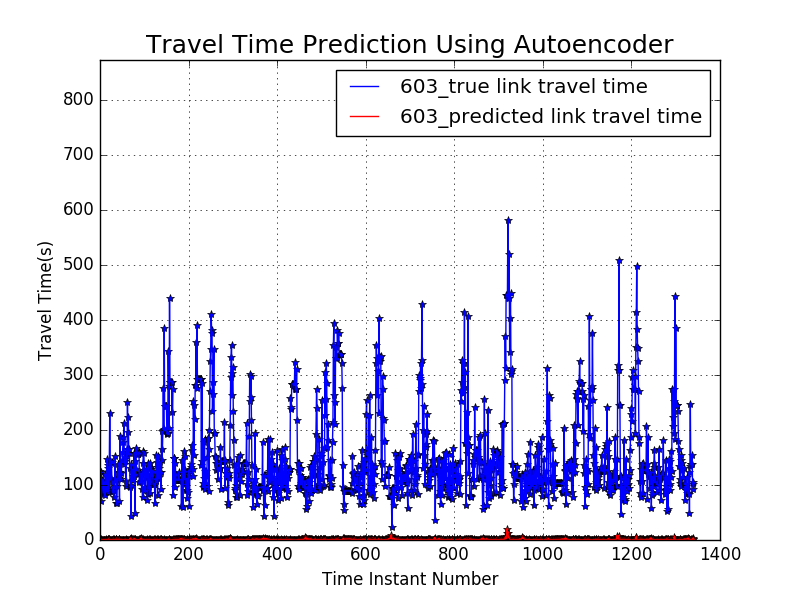 Travel Time Prediction Using Autoencoder
603_true link travel time
603_predicted link travel time
800
700
600
500
400
300
200
100
0
Travel Time(s)
0 200 400 600 800 1000 1200 1400
Time Instant Number